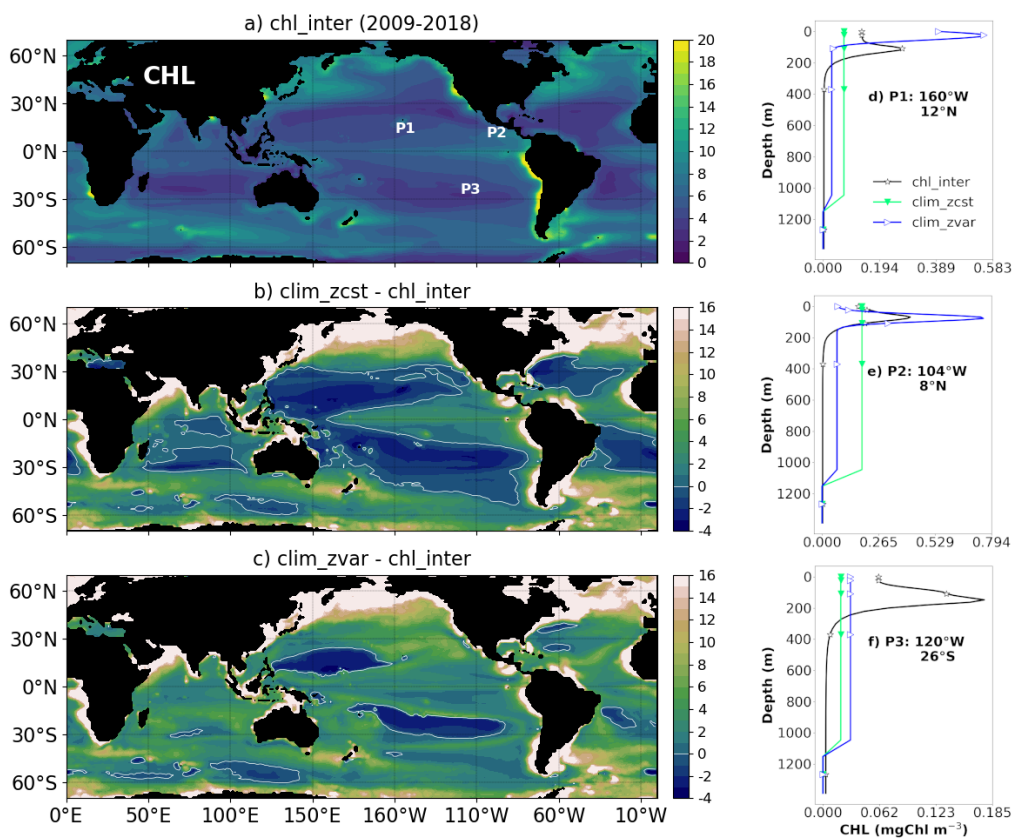 a) chl_inter (2009-2018)
60°N
30°N
0°N
30°S
60°S
CHL
P1
P2
P3
20
18
16
14
12
10
8
6
4
2
0
b) clim_zcst - chl_inter
60°N
30°N
0°N
30°S
60°S
16
14
12
10
8
6
4
2
0
-2
-4
c) clim_zvar - chl_inter
60°N
30°N
0°N
30°S
60°S
0°E
50°E
100°E
150°E
160°W
110°W
60°W
10°W
16
14
12
10
8
6
4
2
0
-2
-4
Depth (m)
0
200
400
600
800
1000
1200
d) P1: 160°W
12°N
chl_inter
clim_zcst
clim_zvar
0.000 0.194 0.389 0.583
Depth (m)
0
200
400
600
800
1000
1200
e) P2: 104°W
8°N
0.000 0.265 0.529 0.794
Depth (m)
0
200
400
600
800
1000
1200
f) P3: 120°W
26°S
0.000 0.062 0.123 0.185
CHL (mgChl m⁻³)